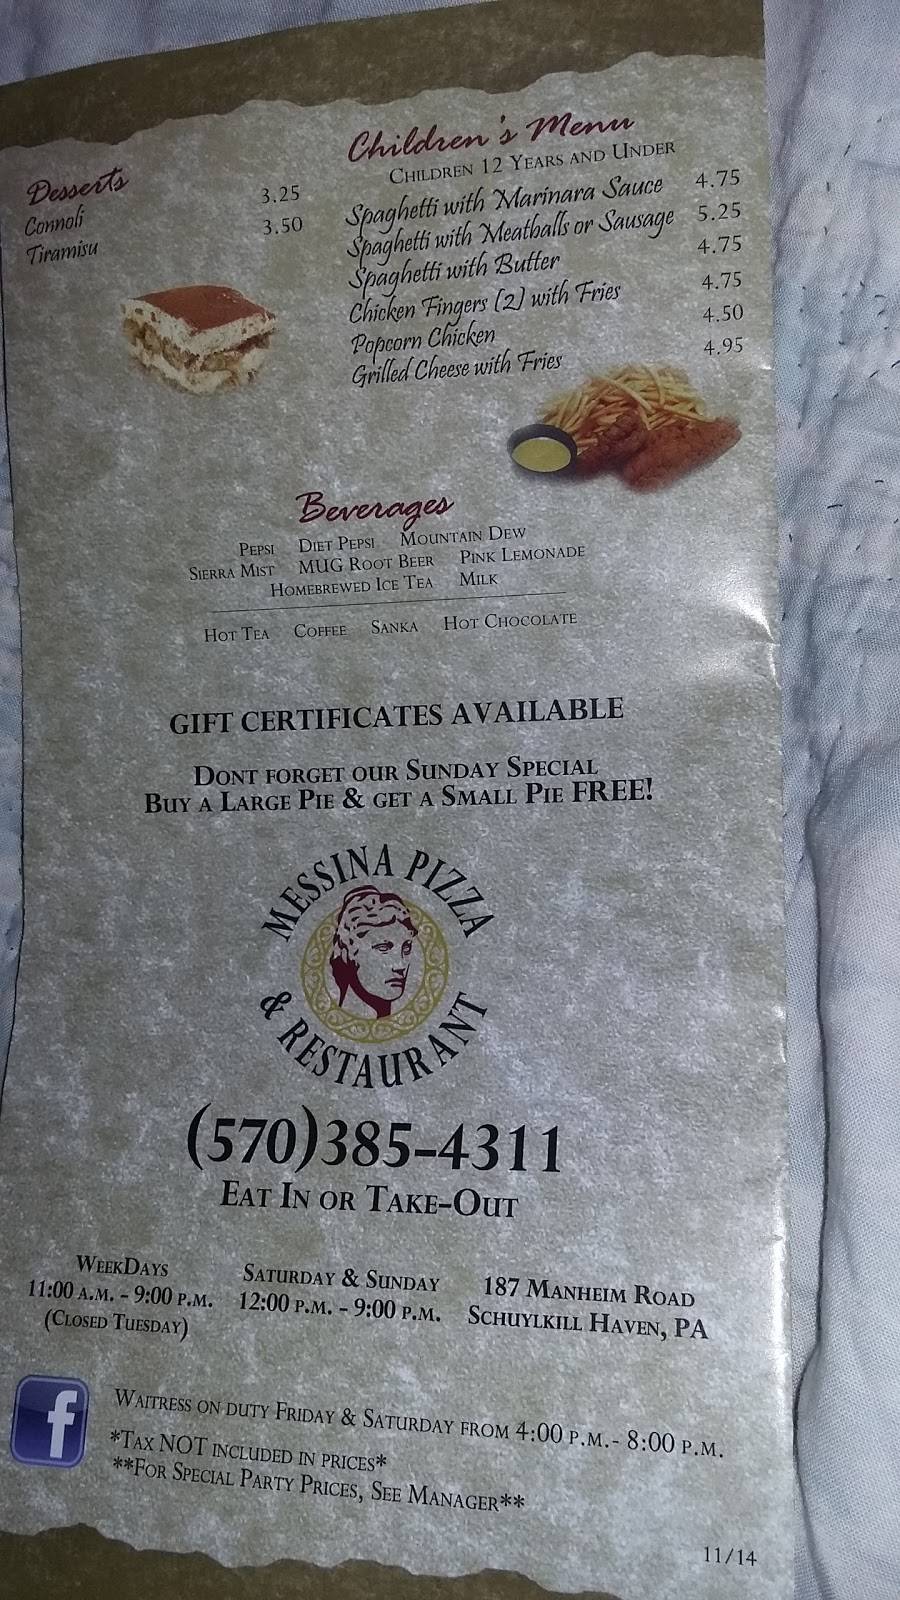 Desserts
Connoli 3.25
Tiramisu 3.50
Children's Menu
Children 12 Years and Under
Spaghetti with Marinara Sauce 4.75
Spaghetti with Meatballs or Sausage 5.25
Spaghetti with Butter 4.75
Chicken Fingers (2) with Fries 4.75
Popcorn Chicken 4.50
Grilled Cheese with Fries 4.95
Beverages
Pepsi Diet Pepsi Mountain Dew
Sierra Mist MUG Root Beer Pink Lemonade
Homebrewed Ice Tea Milk
Hot Tea Coffee Sanka Hot Chocolate
GIFT CERTIFICATES AVAILABLE
Dont forget our Sunday Special
Buy a Large Pie & get a Small Pie FREE!
MESSINA PIZZA
& RESTAURANT
(570)385-4311
Eat In or Take-Out
WeekDays
11:00 a.m. - 9:00 p.m.
(Closed Tuesday)
Saturday & Sunday
12:00 p.m. - 9:00 p.m.
187 Manheim Road
Schuylkill Haven, PA
f
Waitress on duty Friday & Saturday from 4:00 p.m.- 8:00 p.m.
*Tax NOT included in prices*
**For Special Party Prices, See Manager**
11/14